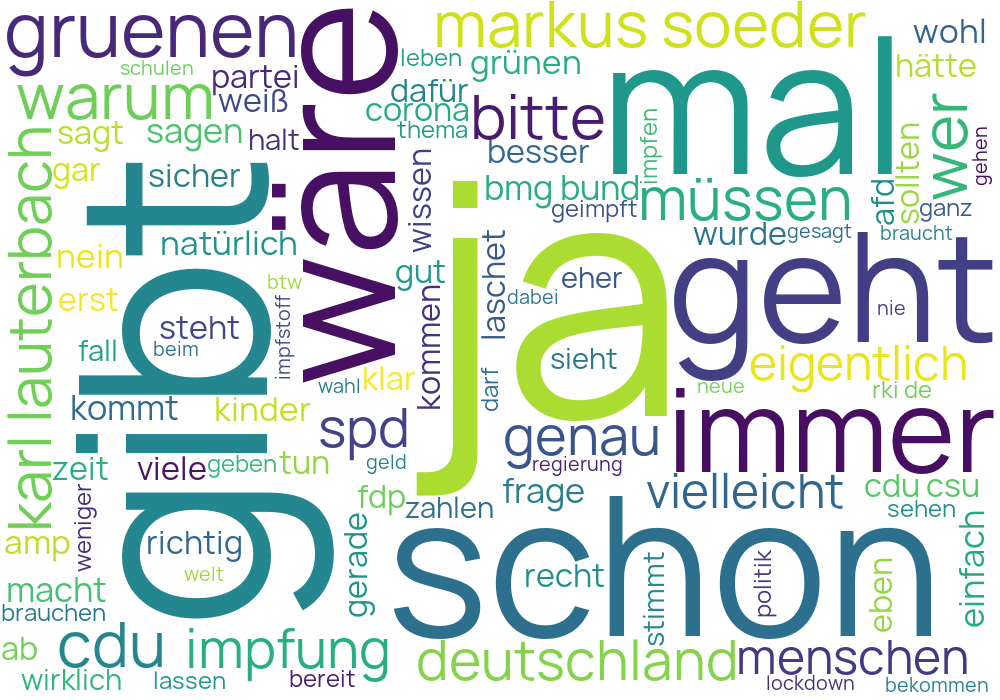 gruenen
wäre
markus soeder
wohl
schulen
partei
leben
grünen
hätte
warum
weiß
dafür
corona
mal
sagt
sagen
halt
thema
bitte
impfen
wer
gehen
gar
sicher
besser
sollten
karl lauterbach
gibt
wissen
bmg bund
müssen
afd
ganz
geimpft
nein
natürlich
ja
wurde
gesagt
braucht
erst
btw
gut
laschet
eher
geht
steht
impfstoff
kommen
dabei
nie
fall
beim
sieht
eigentlich
wahl
klar
darf
neue
rki de
kommt
kinder
spd
genau
immer
zeit
viele
geben
tun
geld
regierung
weniger
fdp
zahlen
frage
vielleicht
cdu csu
sehen
amp
richtig
gerade
schon
einfach
welt
macht
recht
stimmt
politik
eben
brauchen
ab
cdu
impfung
deutschland
menschen
wirklich
lassen
bereit
lockdown
bekommen